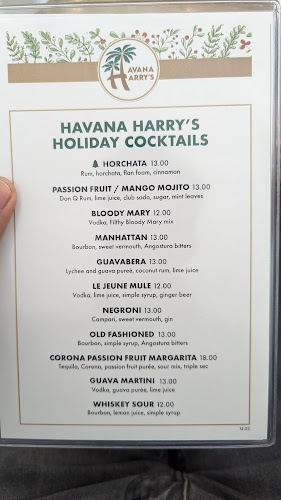 HAVANA
HARRY'S
HAVANA HARRY'S
HOLIDAY COCKTAILS
HORCHATA 13.00
Rum, horchata, flan foam, cinnamon
PASSION FRUIT / MANGO MOJITO 13.00
Don Q Rum, lime juice, club soda, sugar, mint leaves
BLOODY MARY 12.00
Vodka, Filthy Bloody Mary mix
MANHATTAN 13.00
Bourbon, sweet vermouth, Angostura bitters
GUAVABERA 13.00
Lychee and guava pureé, coconut rum, lime juice
LE JEUNE MULE 12.00
Vodka, lime juice, simple syrup, ginger beer
NEGRONI 13.00
Campari, sweet vermouth, gin
OLD FASHIONED 13.00
Bourbon, simple syrup, Angostura bitters
CORONA PASSION FRUIT MARGARITA 18.00
Tequila, Corona, passion fruit purée, sour mix, triple sec
GUAVA MARTINI 13.00
Vodka, guava purée, lime juice
WHISKEY SOUR 12.00
Bourbon, lemon juice, simple syrup